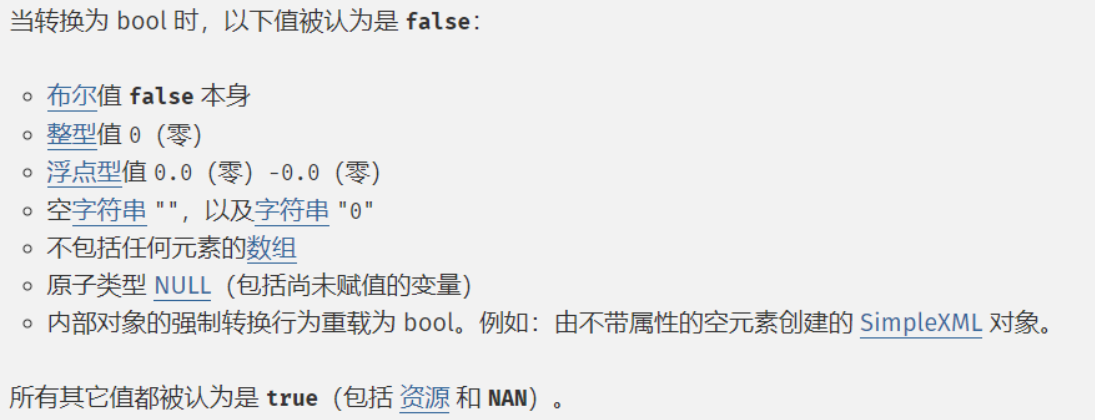 当转换为 bool 时，以下值被认为是 false：
布尔值 false 本身
整型值 0（零）
浮点型值 0.0（零）-0.0（零）
空字符串 ""，以及字符串 "0"
不包括任何元素的数组
原子类型 NULL（包括尚未赋值的变量）
内部对象的强制转换行为重载为 bool。例如：由不带属性的空元素创建的 SimpleXML 对象。
所有其它值都被认为是 true（包括 资源 和 NAN）。